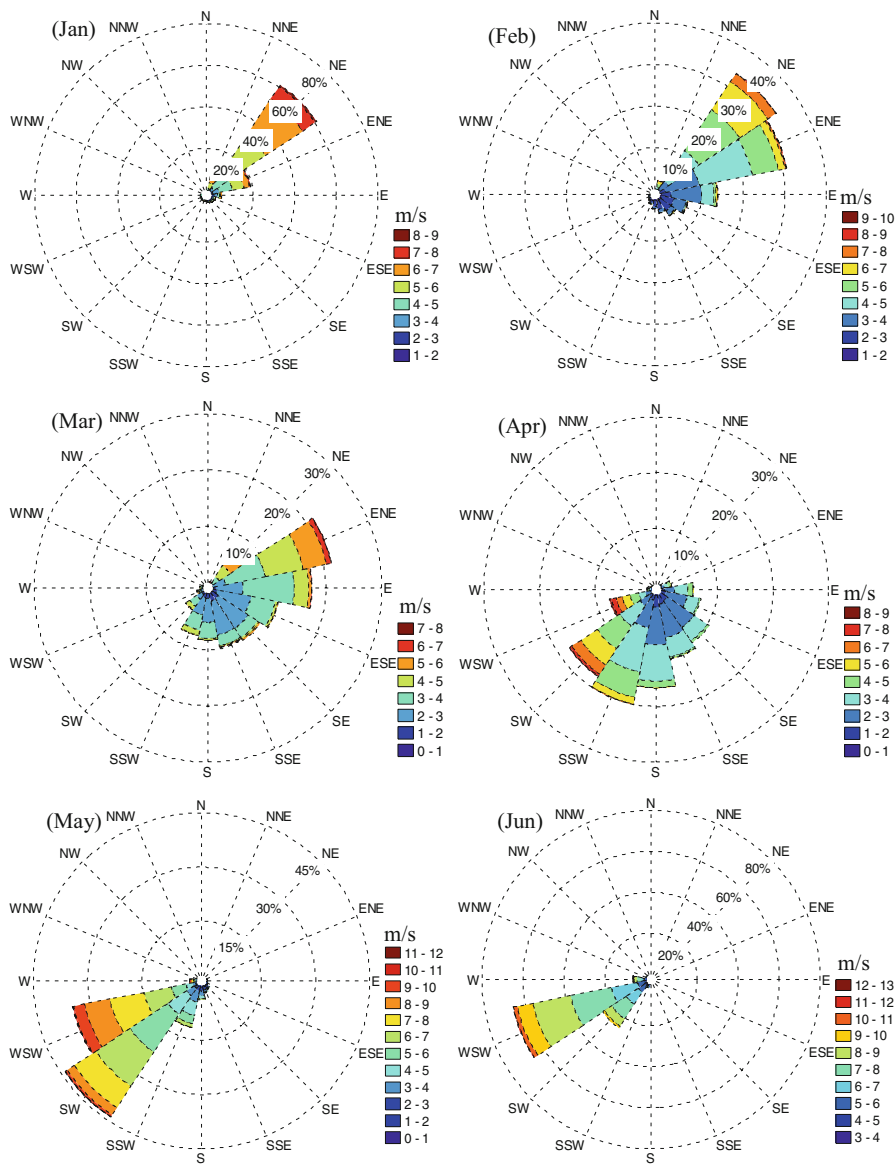 (Jan)
N
NNE
NE
ENE
E
ESE
SE
SSE
S
SSW
SW
WSW
W
WNW
NW
NNW
20%
40%
60%
80%
m/s
8 - 9
7 - 8
6 - 7
5 - 6
4 - 5
3 - 4
2 - 3
1 - 2
(Feb)
N
NNE
NE
ENE
E
ESE
SE
SSE
S
SSW
SW
WSW
W
WNW
NW
NNW
10%
20%
30%
40%
m/s
9 - 10
8 - 9
7 - 8
6 - 7
5 - 6
4 - 5
3 - 4
2 - 3
1 - 2
(Mar)
N
NNE
NE
ENE
E
ESE
SE
SSE
S
SSW
SW
WSW
W
WNW
NW
NNW
10%
20%
30%
m/s
7 - 8
6 - 7
5 - 6
4 - 5
3 - 4
2 - 3
1 - 2
0 - 1
(Apr)
N
NNE
NE
ENE
E
ESE
SE
SSE
S
SSW
SW
WSW
W
WNW
NW
NNW
10%
20%
30%
m/s
8 - 9
7 - 8
6 - 7
5 - 6
4 - 5
3 - 4
2 - 3
1 - 2
0 - 1
(May)
N
NNE
NE
ENE
E
ESE
SE
SSE
S
SSW
SW
WSW
W
WNW
NW
NNW
15%
30%
45%
m/s
11 - 12
10 - 11
9 - 10
8 - 9
7 - 8
6 - 7
5 - 6
4 - 5
3 - 4
2 - 3
1 - 2
0 - 1
(Jun)
N
NNE
NE
ENE
E
ESE
SE
SSE
S
SSW
SW
WSW
W
WNW
NW
NNW
20%
40%
60%
80%
m/s
12 - 13
11 - 12
10 - 11
9 - 10
8 - 9
7 - 8
6 - 7
5 - 6
4 - 5
3 - 4